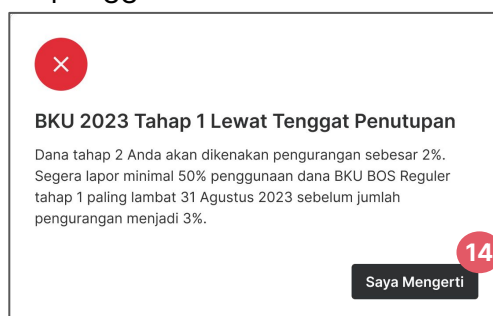 BKU 2023 Tahap 1 Lewat Tenggat Penutupan
Dana tahap 2 Anda akan dikenakan pengurangan sebesar 2%.
Segera lapor minimal 50% penggunaan dana BKU BOS Reguler
tahap 1 paling lambat 31 Agustus 2023 sebelum jumlah
pengurangan menjadi 3%.
14
Saya Mengerti